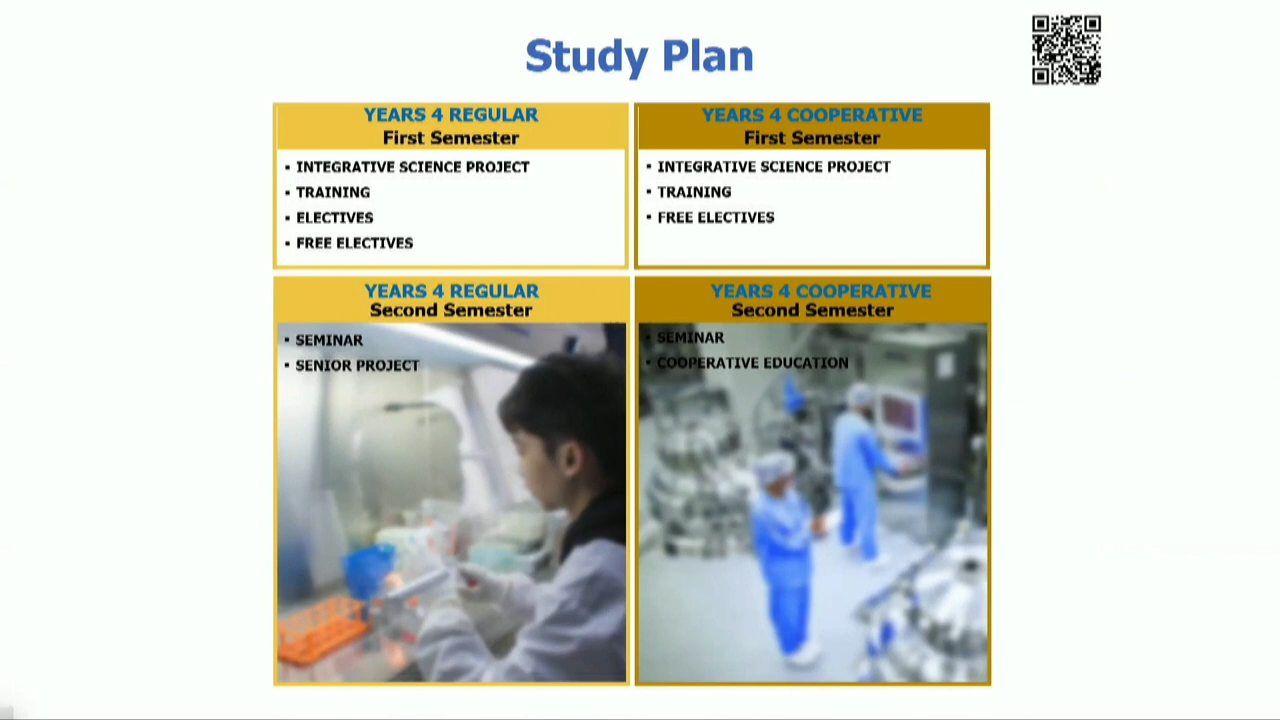 Study Plan
YEARS 4 REGULAR
First Semester
▪ INTEGRATIVE SCIENCE PROJECT
▪ TRAINING
▪ ELECTIVES
▪ FREE ELECTIVES
YEARS 4 COOPERATIVE
First Semester
▪ INTEGRATIVE SCIENCE PROJECT
▪ TRAINING
▪ FREE ELECTIVES
YEARS 4 REGULAR
Second Semester
▪ SEMINAR
▪ SENIOR PROJECT
YEARS 4 COOPERATIVE
Second Semester
▪ SEMINAR
▪ COOPERATIVE EDUCATION